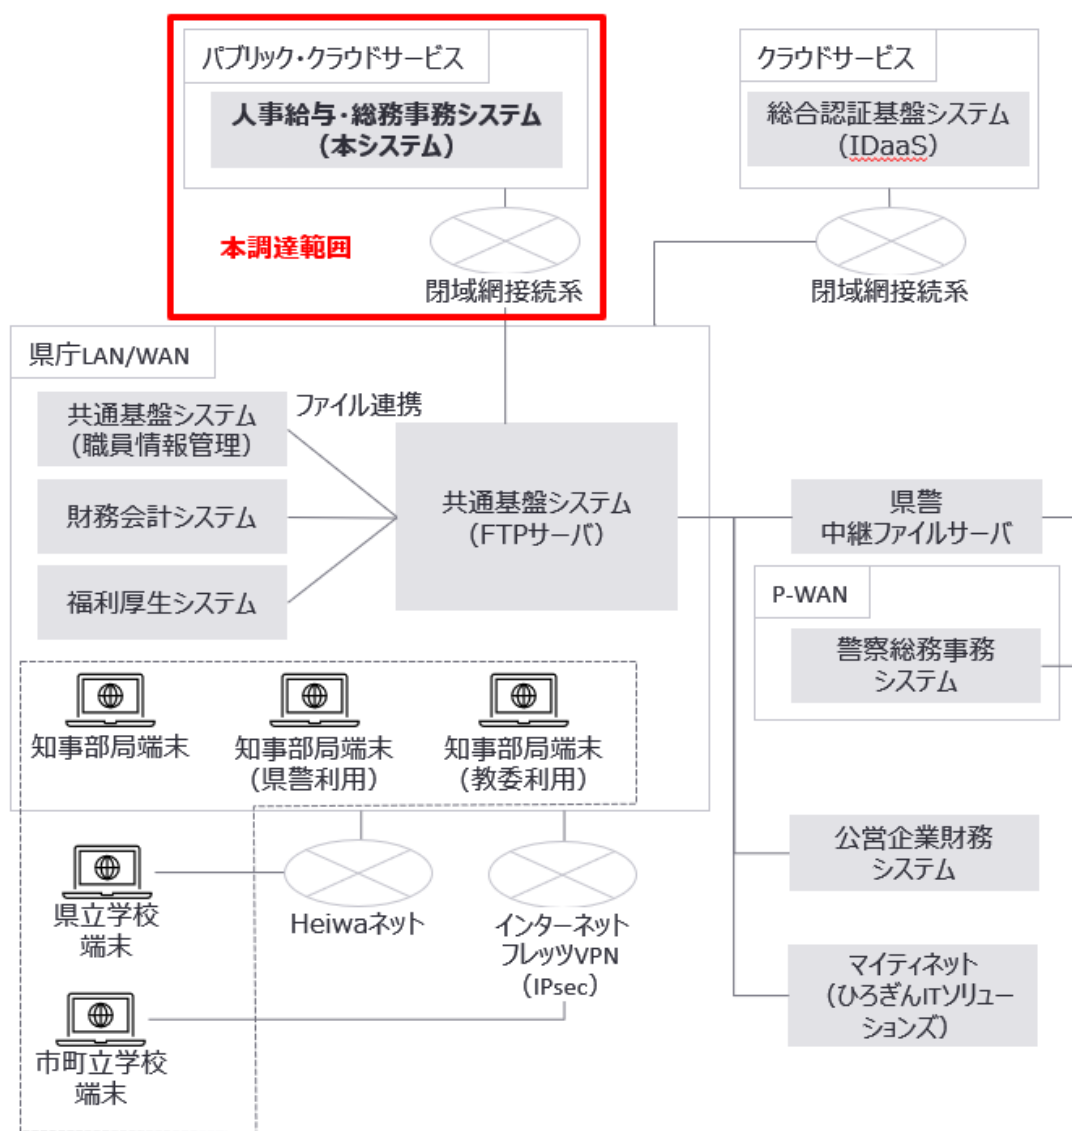 パブリック・クラウドサービス
人事給与・総務事務システム
(本システム)
本調達範囲
閉域網接続系
クラウドサービス
総合認証基盤システム
(IDaaS)
閉域網接続系
県庁LAN/WAN
共通基盤システム
(職員情報管理)
ファイル連携
財務会計システム
福利厚生システム
共通基盤システム
(FTPサーバ)
県警
中継ファイルサーバ
P-WAN
警察総務事務
システム
知事部局端末
知事部局端末
(県警利用)
知事部局端末
(教委利用)
公営企業財務
システム
県立学校
端末
Heiwaネット
インターネット
フレッツVPN
(IPsec)
マイティネット
(ひろぎんITソリュー
ションズ)
市町立学校
端末